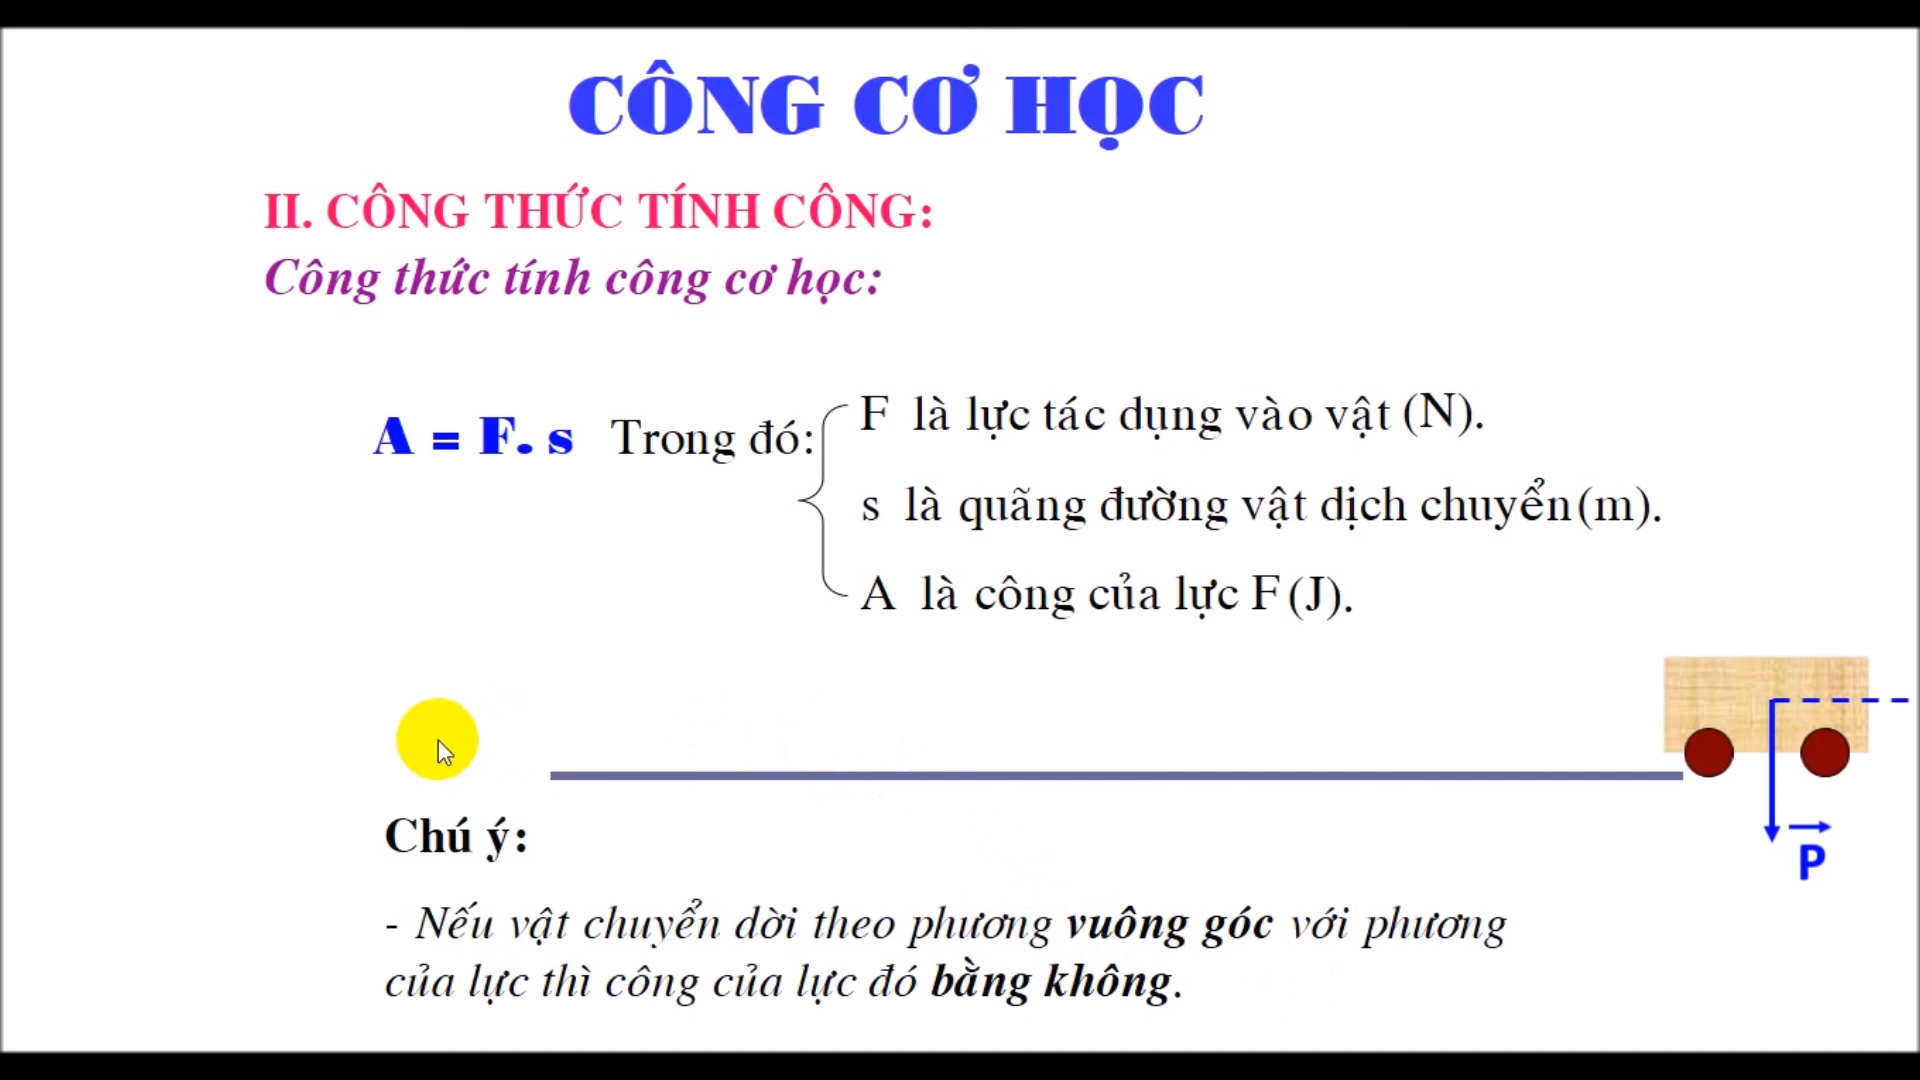 CÔNG CƠ HỌC
II. CÔNG THỨC TÍNH CÔNG:
Công thức tính công cơ học:
A = F. s Trong đó:
F là lực tác dụng vào vật (N).
s là quãng đường vật dịch chuyển (m).
A là công của lực F (J).
P
Chú ý:
- Nếu vật chuyển dời theo phương vuông góc với phương
của lực thì công của lực đó bằng không.